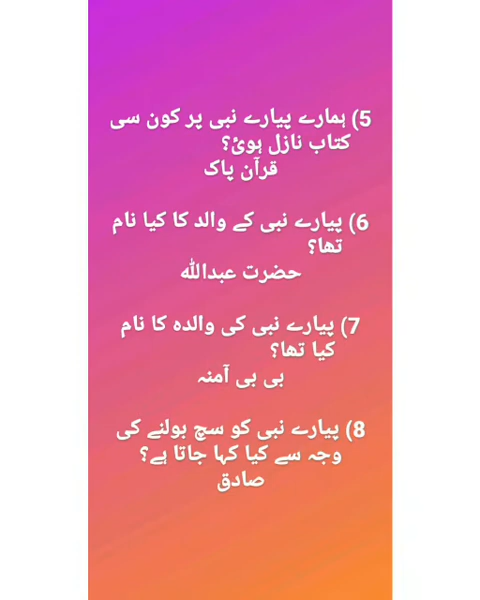 5) ہمارے پیارے نبی پر کون سی
کتاب نازل ہوئ؟
قرآن پاک
6) پیارے نبی کے والد کا کیا نام
تھا؟
حضرت عبداللہ
7) پیارے نبی کی والدہ کا نام
کیا تھا؟
بی بی آمنہ
8) پیارے نبی کو سچ بولنے کی
وجہ سے کیا کہا جاتا ہے؟
صادق